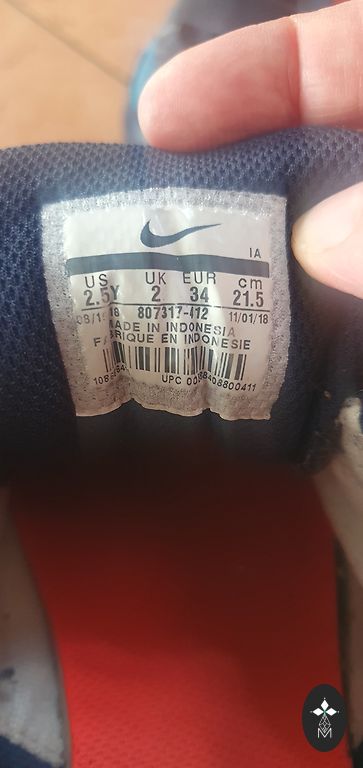 IA
US UK EUR cm
2.5Y 2 34 21.5
807317-412 11/01/18
MADE IN INDONESIA
FABRIQUE EN INDONESIE
UPC
M